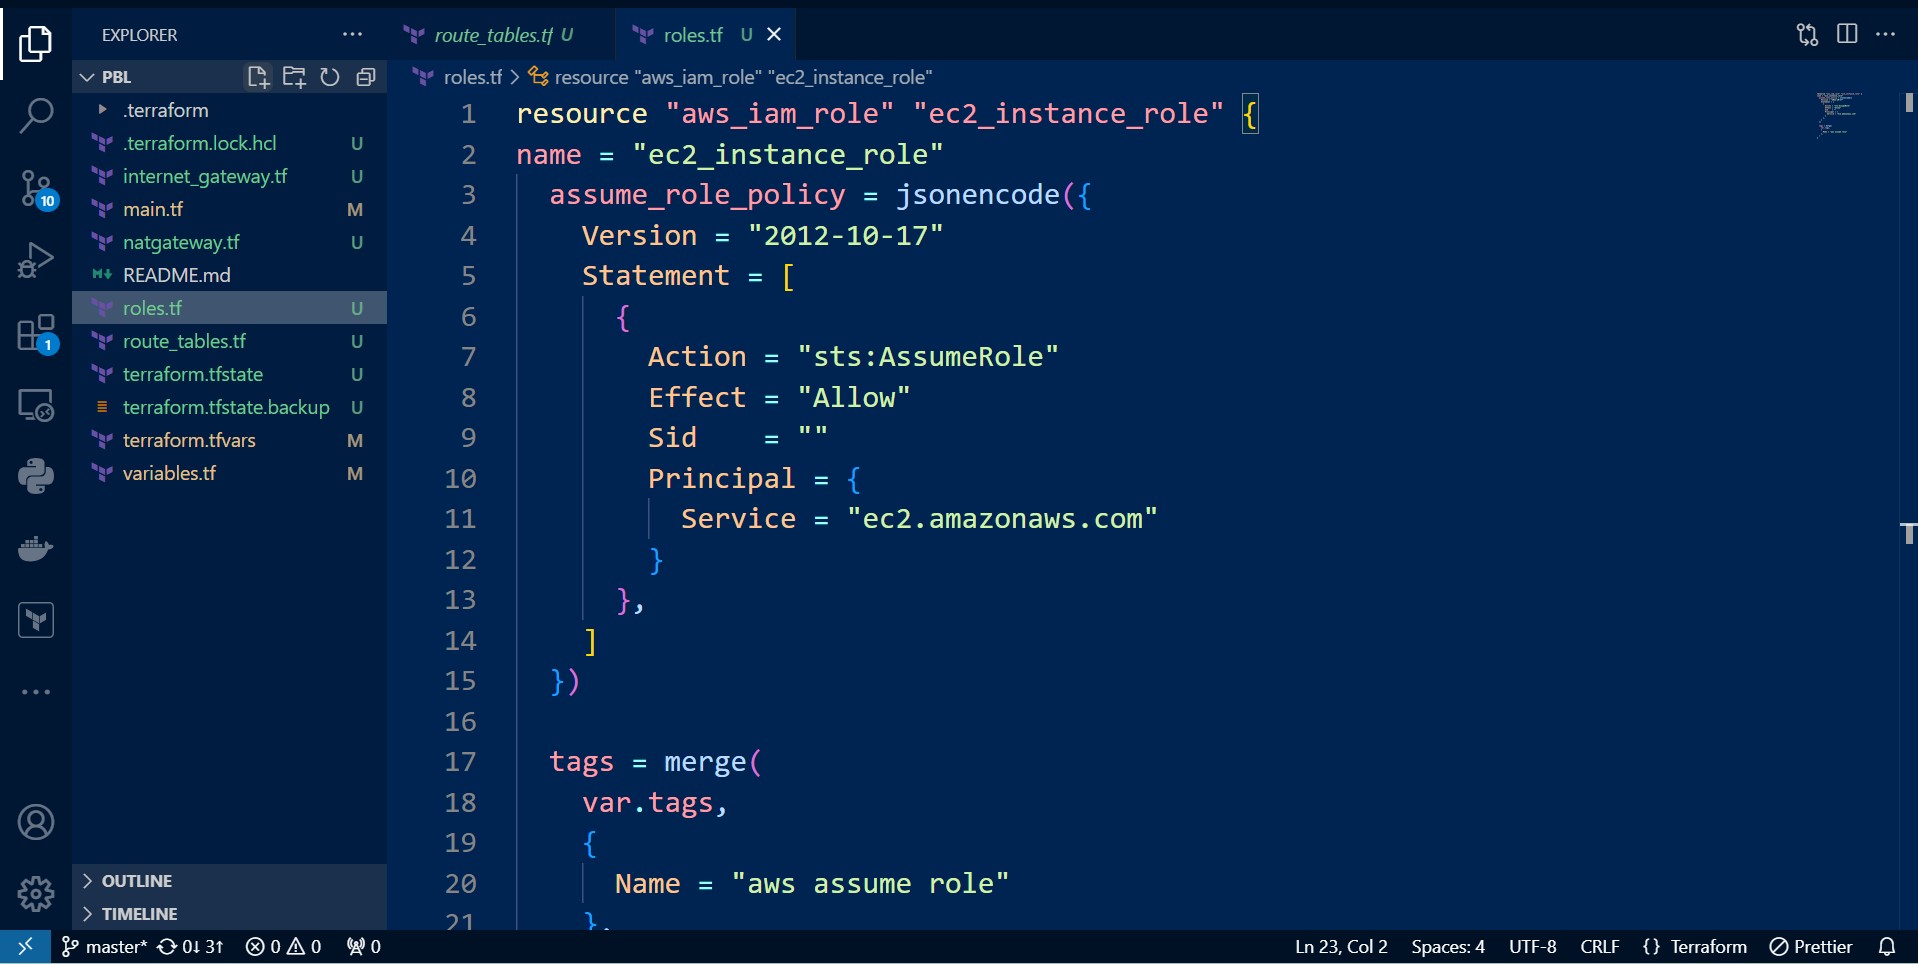 EXPLORER
PBL
.terraform
.terraform.lock.hcl U
internet_gateway.tf U
main.tf M
natgateway.tf U
README.md
roles.tf U
route_tables.tf U
terraform.tfstate U
terraform.tfstate.backup U
terraform.tfvars M
variables.tf M
OUTLINE
TIMELINE
10
1
route_tables.tf U
roles.tf U
roles.tf > resource "aws_iam_role" "ec2_instance_role"
1 resource "aws_iam_role" "ec2_instance_role" {
2 name = "ec2_instance_role"
3 assume_role_policy = jsonencode({
4 Version = "2012-10-17"
5 Statement = [
6 {
7 Action = "sts:AssumeRole"
8 Effect = "Allow"
9 Sid    = ""
10 Principal = {
11 Service = "ec2.amazonaws.com"
12 }
13 },
14 ]
15 })
16
17 tags = merge(
18 var.tags,
19 {
20 Name = "aws assume role"
21 },
master* 0↓ 3↑ 0 0 0
Ln 23, Col 2 Spaces: 4 UTF-8 CRLF {} Terraform Prettier